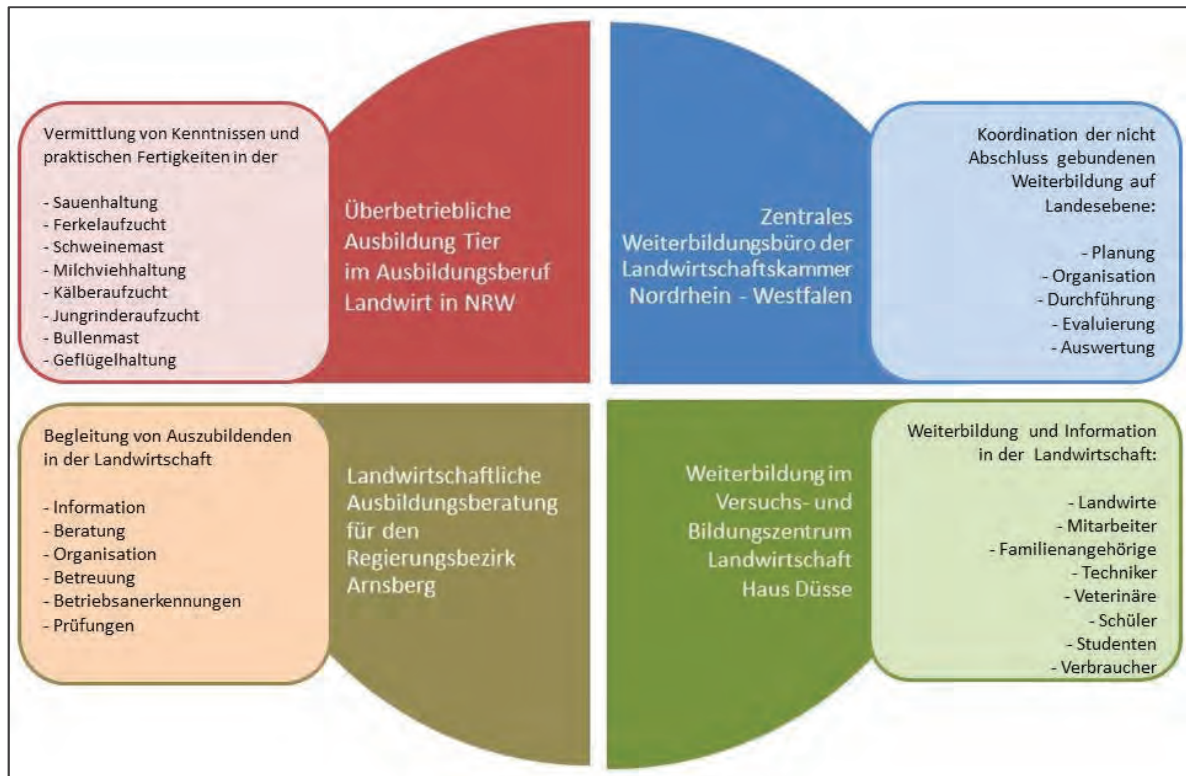 Vermittlung von Kenntnissen und
praktischen Fertigkeiten in der
- Sauenhaltung
- Ferkelaufzucht
- Schweinemast
- Milchviehhaltung
- Kälberaufzucht
- Jungrinderaufzucht
- Bullenmast
- Geflügelhaltung
Überbetriebliche
Ausbildung Tier
im Ausbildungsberuf
Landwirt in NRW
Zentrales
Weiterbildungsbüro der
Landwirtschaftskammer
Nordrhein - Westfalen
Koordination der nicht
Abschluss gebundenen
Weiterbildung auf
Landesebene:
- Planung
- Organisation
- Durchführung
- Evaluierung
- Auswertung
Begleitung von Auszubildenden
in der Landwirtschaft
- Information
- Beratung
- Organisation
- Betreuung
- Betriebsanerkennungen
- Prüfungen
Landwirtschaftliche
Ausbildungsberatung
für den
Regierungsbezirk
Arnsberg
Weiterbildung im
Versuchs- und
Bildungszentrum
Landwirtschaft
Haus Düsse
Weiterbildung und Information
in der Landwirtschaft:
- Landwirte
- Mitarbeiter
- Familienangehörige
- Techniker
- Veterinäre
- Schüler
- Studenten
- Verbraucher